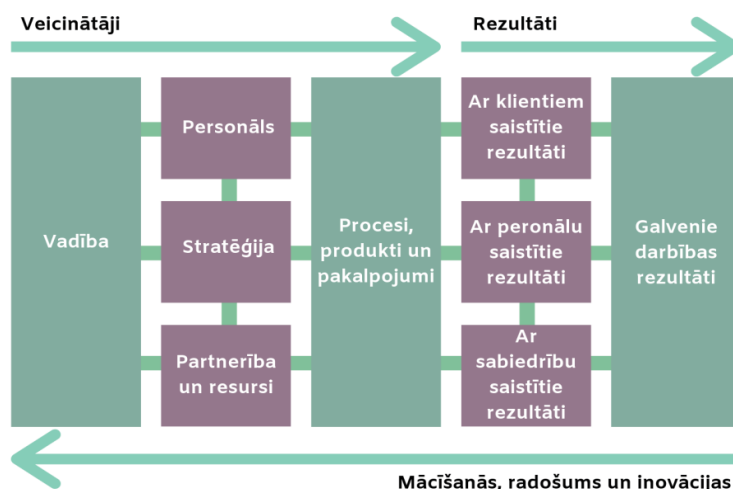 Veicinātāji
Rezultāti
Vadība
Personāls
Stratēģija
Partnerība
un resursi
Procesi,
produkti un
pakalpojumi
Ar klientiem
saistītie
rezultāti
Ar peronālu
saistītie
rezultāti
Ar
sabiedrību
saistītie
rezultāti
Galvenie
darbības
rezultāti
Mācīšanās, radošums un inovācijas